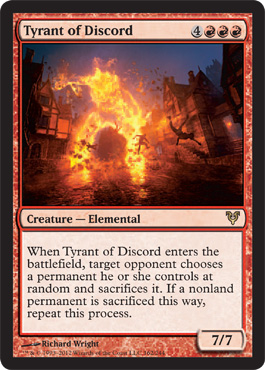 Tyrant of Discord 4
Creature — Elemental
When Tyrant of Discord enters the
battlefield, target opponent chooses
a permanent he or she controls at
random and sacrifices it. If a nonland
permanent is sacrificed this way,
repeat this process.
Richard Wright
7/7